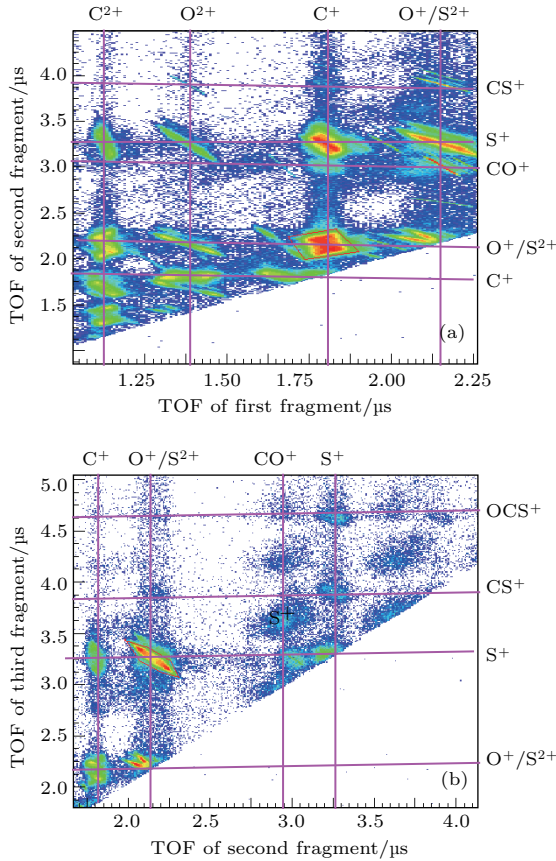 C²⁺ O²⁺ C⁺ O⁺/S²⁺
4.0
3.5
3.0
2.5
2.0
1.5
CS⁺
S⁺
CO⁺
O⁺/S²⁺
C⁺
(a)
1.25 1.50 1.75 2.00 2.25
TOF of second fragment/μs
TOF of first fragment/μs
C⁺ O⁺/S²⁺ CO⁺ S⁺
5.0
4.5
4.0
3.5
3.0
2.5
2.0
OCS⁺
CS⁺
S⁺
S⁺
O⁺/S²⁺
(b)
2.0 2.5 3.0 3.5 4.0
TOF of third fragment/μs
TOF of second fragment/μs